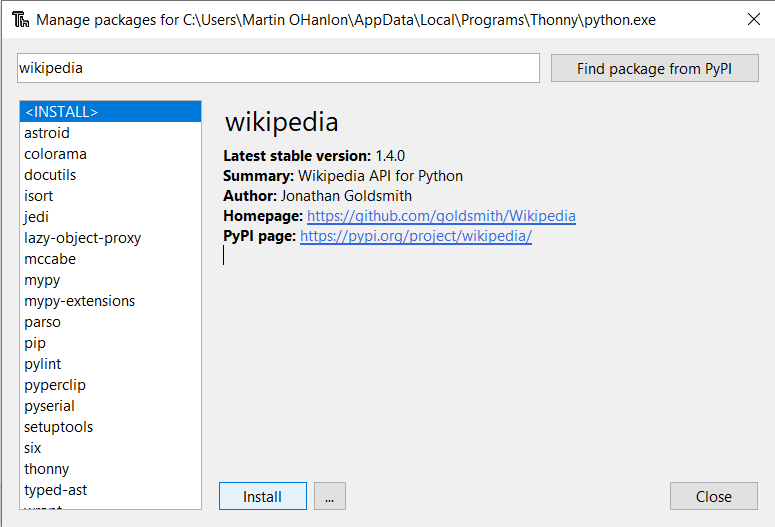 Manage packages for C:\Users\Martin OHanlon\AppData\Local\Programs\Thonny\python.exe
wikipedia
Find package from PyPI
<INSTALL>
astroid
colorama
docutils
isort
jedi
lazy-object-proxy
mccabe
mypy
mypy-extensions
parso
pip
pylint
pyperclip
pyserial
setuptools
six
thonny
typed-ast
wikipedia
Latest stable version: 1.4.0
Summary: Wikipedia API for Python
Author: Jonathan Goldsmith
Homepage: https://github.com/goldsmith/Wikipedia
PyPI page: https://pypi.org/project/wikipedia/
Install
...
Close